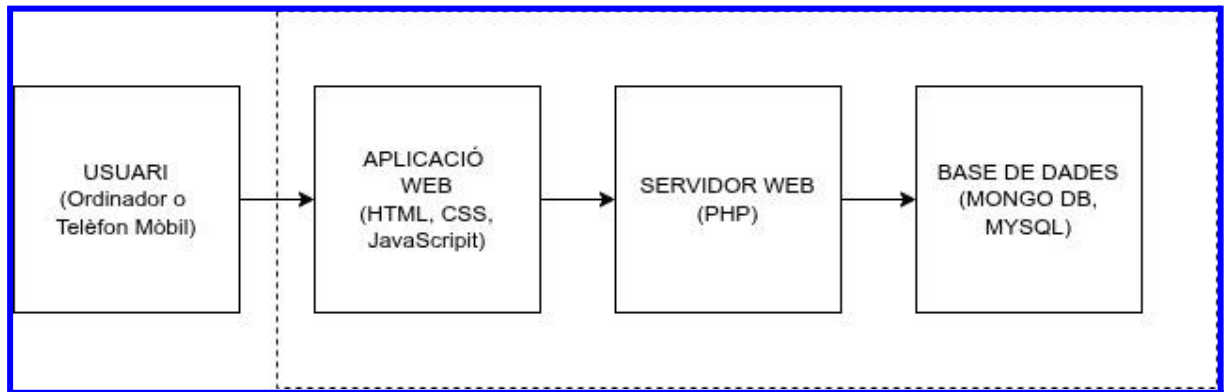 USUARI
(Ordinador o
Telèfon Mòbil)
APLICACIÓ
WEB
(HTML, CSS,
JavaScripit)
SERVIDOR WEB
(PHP)
BASE DE DADES
(MONGO DB,
MYSQL)